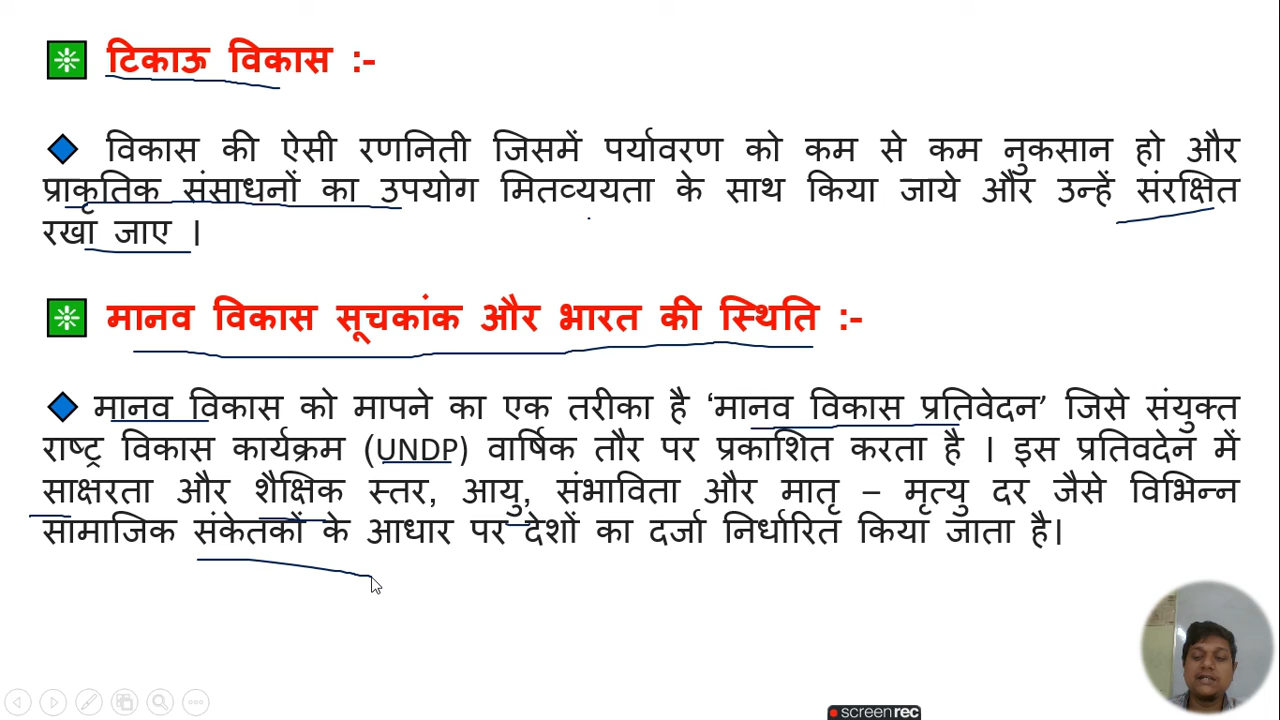 टिकाऊ विकास :-
विकास की ऐसी रणनिती जिसमें पर्यावरण को कम से कम नुकसान हो और
प्राकृतिक संसाधनों का उपयोग मितव्ययता के साथ किया जाये और उन्हें संरक्षित
रखा जाए ।
मानव विकास सूचकांक और भारत की स्थिति :-
मानव विकास को मापने का एक तरीका है ‘मानव विकास प्रतिवेदन’ जिसे संयुक्त
राष्ट्र विकास कार्यक्रम (UNDP) वार्षिक तौर पर प्रकाशित करता है । इस प्रतिवदेन में
साक्षरता और शैक्षिक स्तर, आयु, संभाविता और मातृ – मृत्यु दर जैसे विभिन्न
सामाजिक संकेतकों के आधार पर देशों का दर्जा निर्धारित किया जाता है।
screenrec